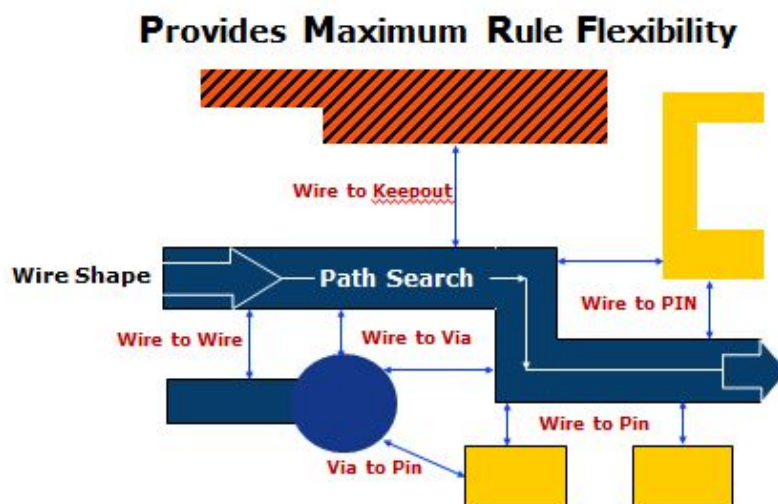 Provides Maximum Rule Flexibility
Wire to Keepout
Wire Shape
Path Search
Wire to PIN
Wire to Wire
Wire to Via
Wire to Pin
Via to Pin